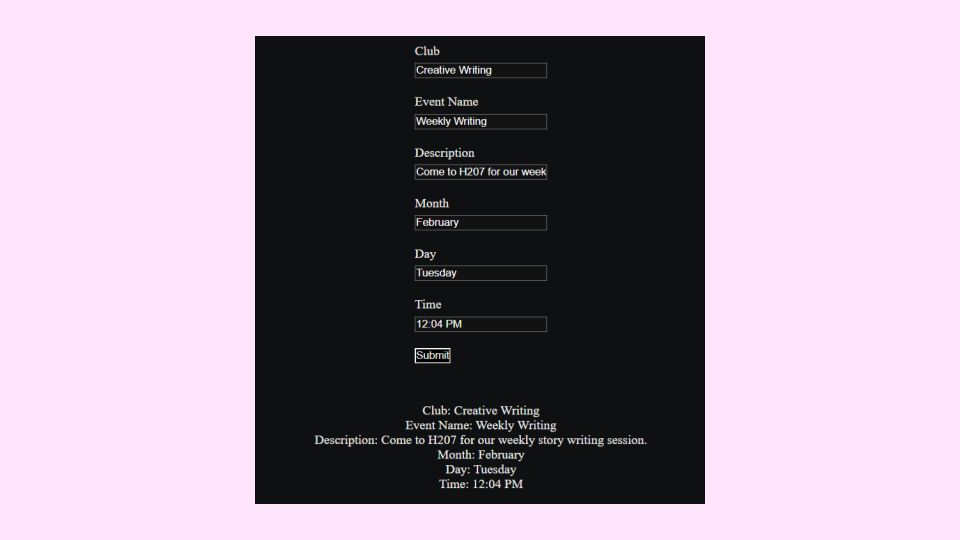 Club
Creative Writing
Event Name
Weekly Writing
Description
Come to H207 for our week
Month
February
Day
Tuesday
Time
12:04 PM
Submit
Club: Creative Writing
Event Name: Weekly Writing
Description: Come to H207 for our weekly story writing session.
Month: February
Day: Tuesday
Time: 12:04 PM